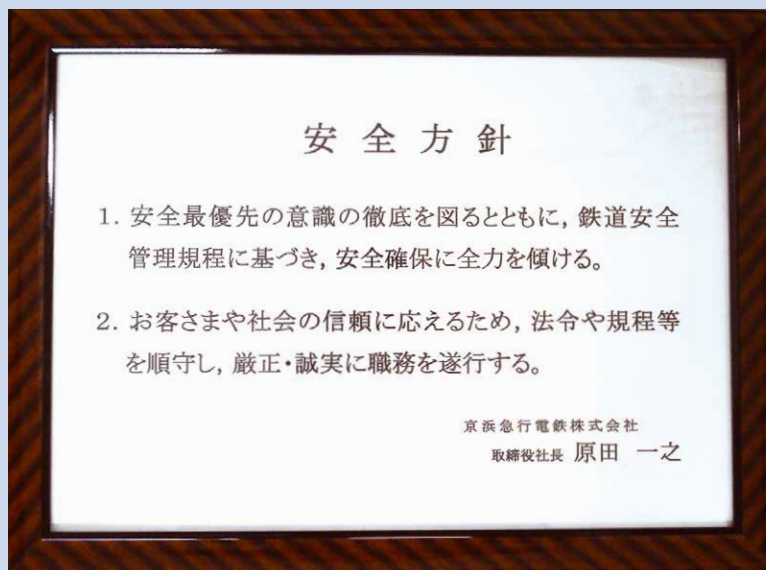 安全方針
1. 安全最優先の意識の徹底を図るとともに, 鉄道安全
管理規程に基づき, 安全確保に全力を傾ける。
2. お客さまや社会の信頼に応えるため, 法令や規程等
を順守し, 厳正・誠実に職務を遂行する。
京浜急行電鉄株式会社
取締役社長 原田 一之